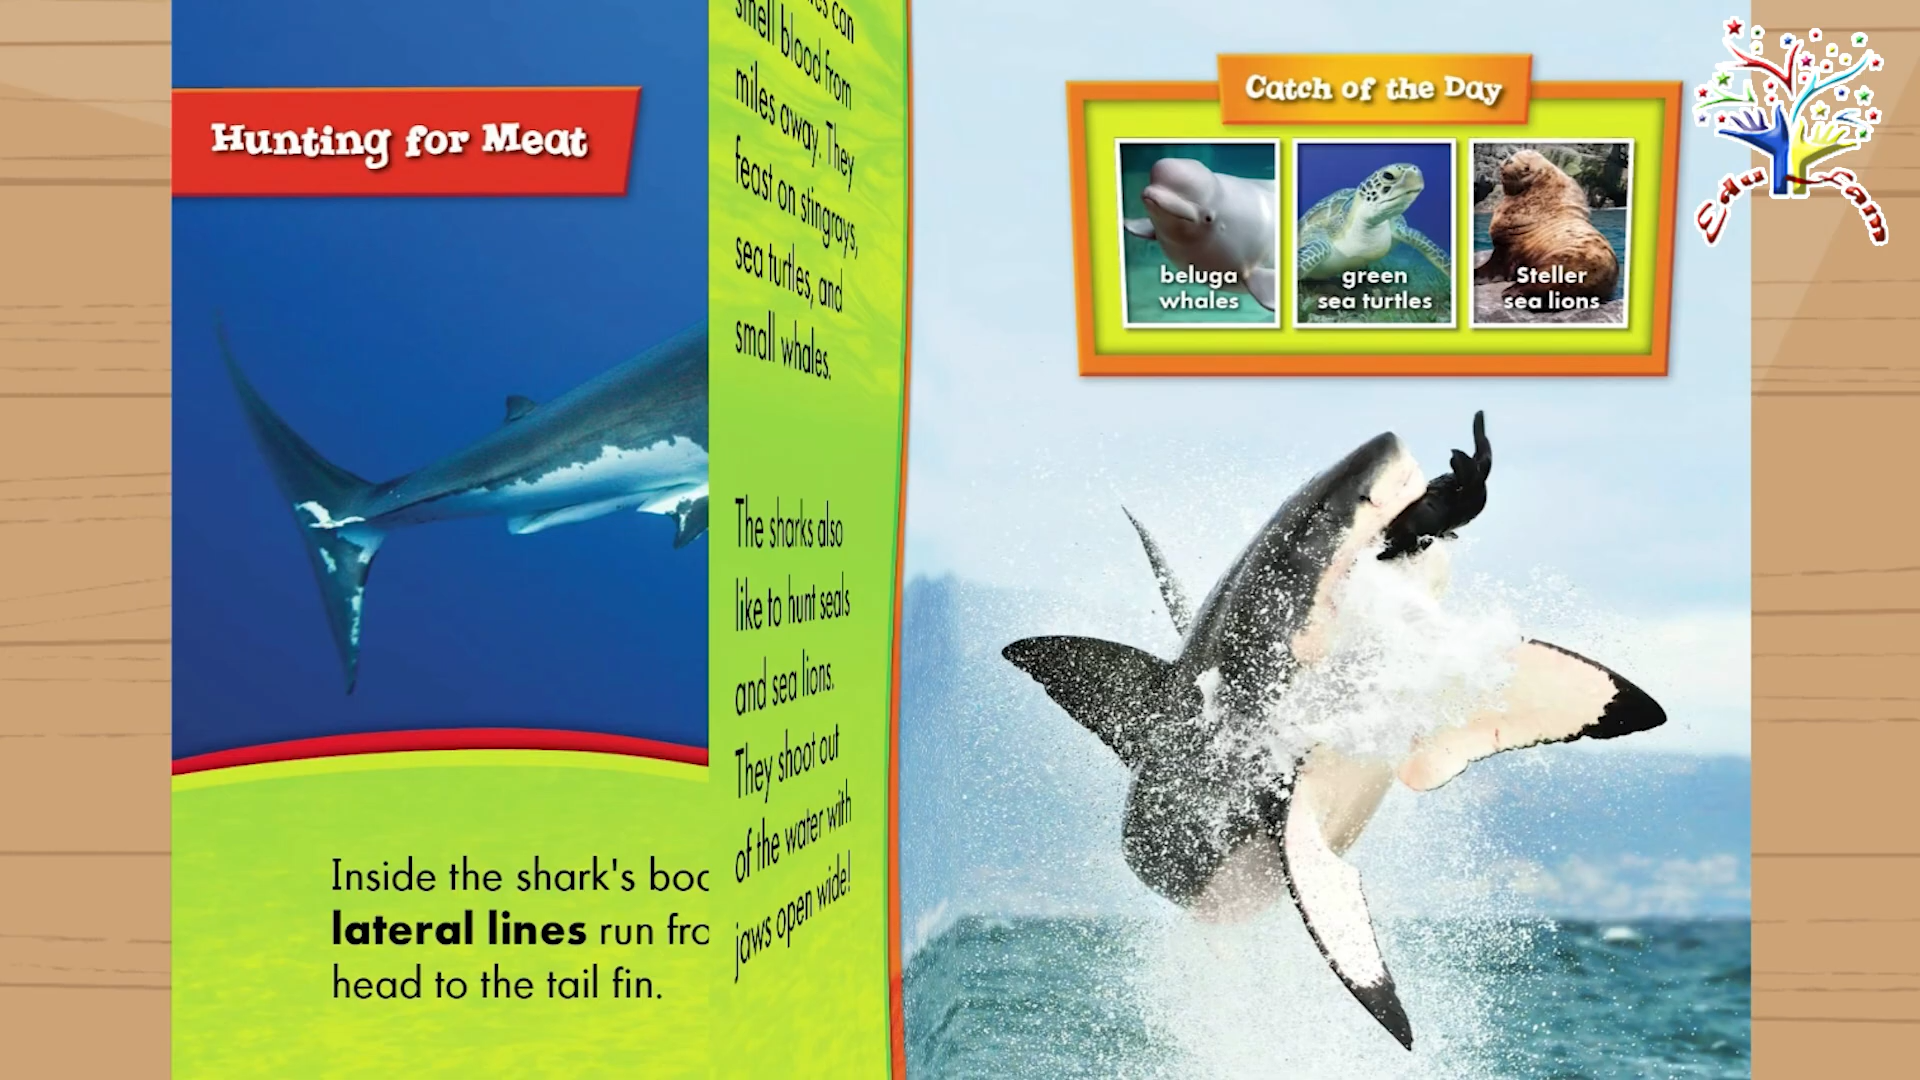 Hunting for Meat
Inside the shark's
lateral lines run
head to the tail fin.
can
smell blood from
miles away. They
feast on stingrays,
sea turtles, and
small whales.
The sharks also
like to hunt seals
and sea lions.
They shoot out
of the water with
jaws open wide!
Catch of the Day
beluga
whales
green
sea turtles
Steller
sea lions
Edu Fam